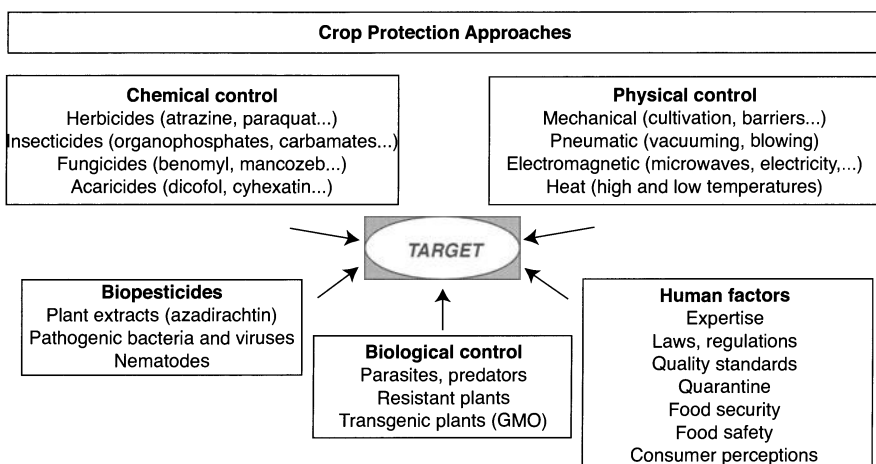 Crop Protection Approaches
Chemical control
Herbicides (atrazine, paraquat...)
Insecticides (organophosphates, carbamates...)
Fungicides (benomyl, mancozeb...)
Acaricides (dicofol, cyhexatin...)
Physical control
Mechanical (cultivation, barriers...)
Pneumatic (vacuuming, blowing)
Electromagnetic (microwaves, electricity,...)
Heat (high and low temperatures)
TARGET
Biopesticides
Plant extracts (azadirachtin)
Pathogenic bacteria and viruses
Nematodes
Biological control
Parasites, predators
Resistant plants
Transgenic plants (GMO)
Human factors
Expertise
Laws, regulations
Quality standards
Quarantine
Food security
Food safety
Consumer perceptions